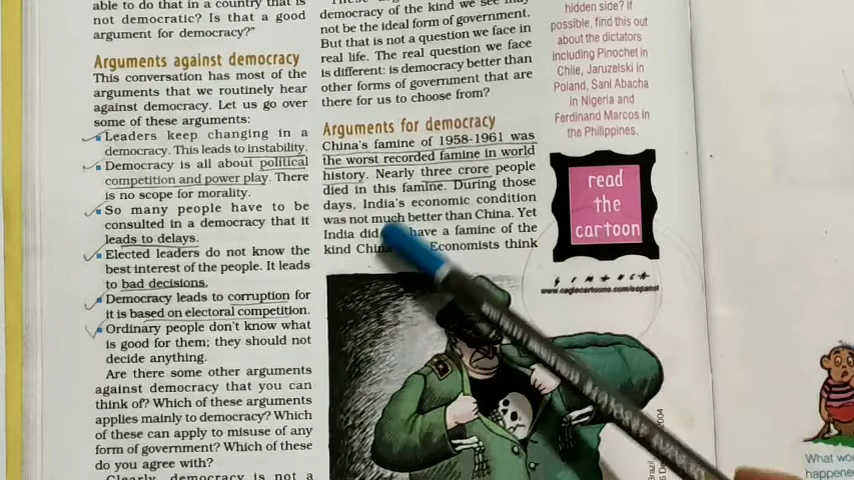 able to do that in a country that is
not democratic? Is that a good
argument for democracy?"
Arguments against democracy
This conversation has most of the
arguments that we routinely hear
against democracy. Let us go over
some of these arguments:
Leaders keep changing in a
democracy. This leads to instability.
Democracy is all about political
competition and power play. There
is no scope for morality.
So many people have to be
consulted in a democracy that it
leads to delays.
Elected leaders do not know the
best interest of the people. It leads
to bad decisions.
Democracy leads to corruption for
it is based on electoral competition.
Ordinary people don't know what
is good for them; they should not
decide anything.
Are there some other arguments
against democracy that you can
think of? Which of these arguments
applies mainly to democracy? Which
of these can apply to misuse of any
form of government? Which of these
do you agree with?
Clearly, democracy is not a
democracy of the kind we see may
not be the ideal form of government.
But that is not a question we face in
real life. The real question we face
is different: is democracy better than
other forms of government that are
there for us to choose from?
Arguments for democracy
China's famine of 1958-1961 was
the worst recorded famine in world
history. Nearly three crore people
died in this famine. During those
days, India's economic condition
was not much better than China. Yet
India did have a famine of the
kind China Economists think
hidden side? If
possible, find this out
about the dictators
including Pinochet in
Chile, Jaruzelski in
Poland, Sani Abacha
in Nigeria and
Ferdinand Marcos in
the Philippines.
read
the
cartoon
www.caglecartoons.com/espanol
2004
What wo
happene